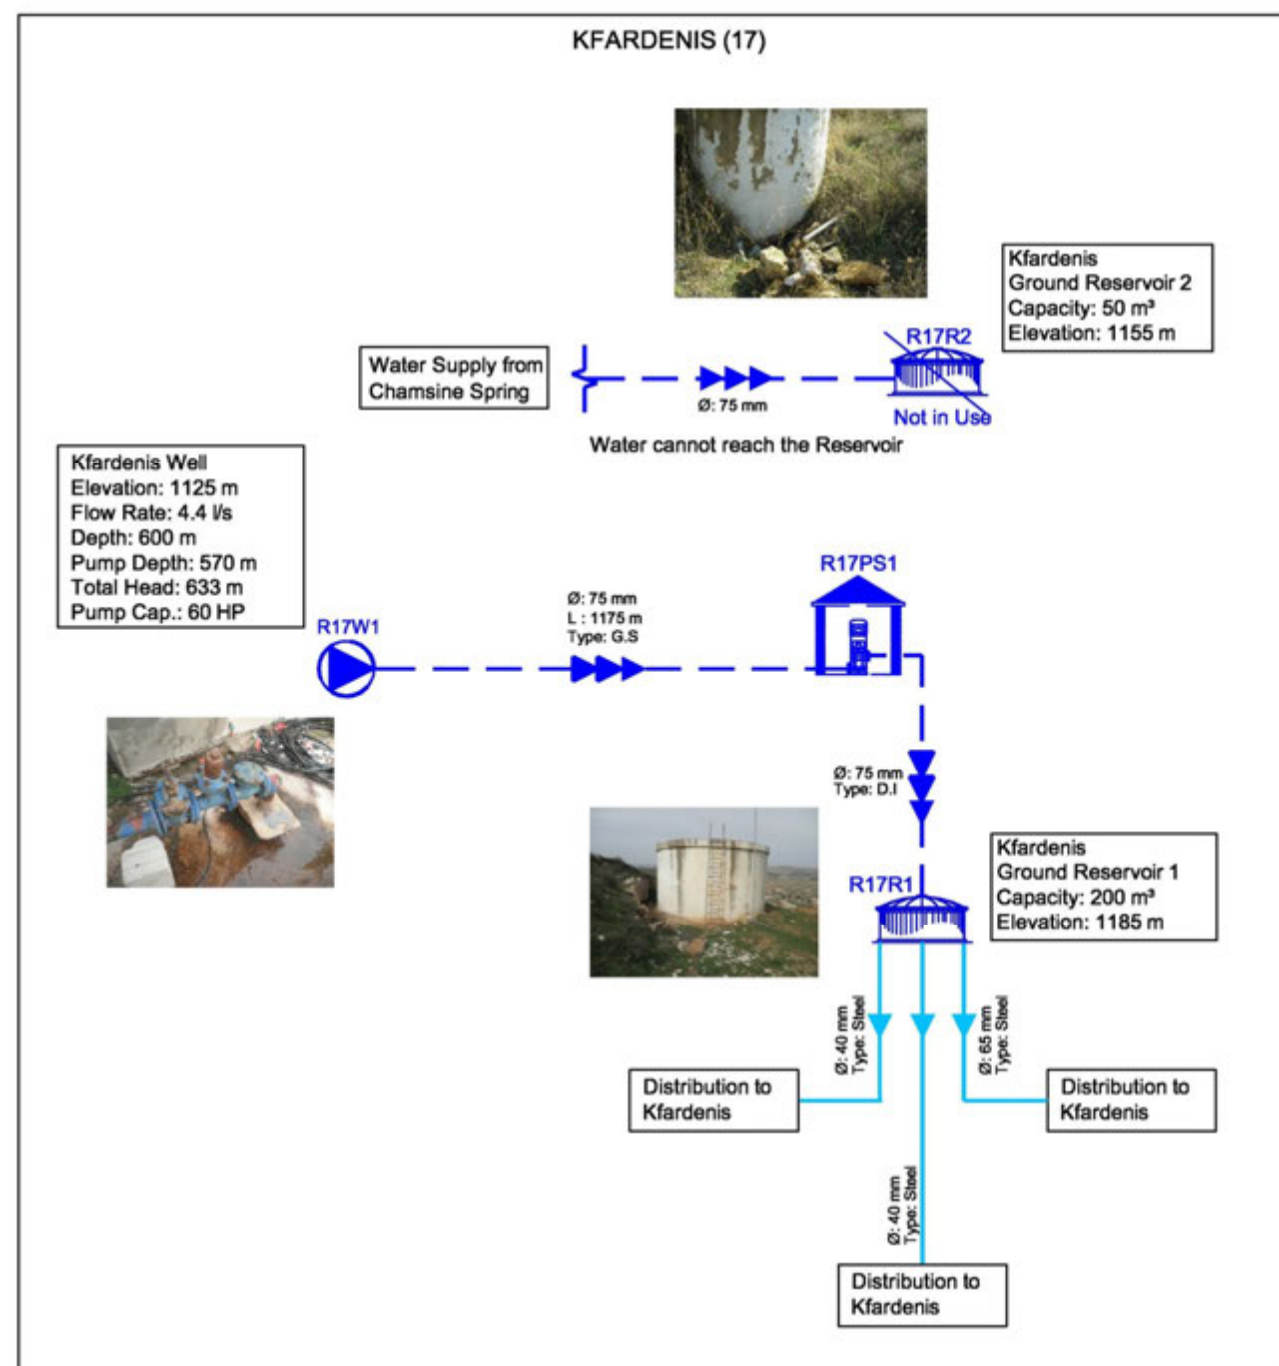 KFARDENIS (17)
Kfardenis
Ground Reservoir 2
Capacity: 50 m³
Elevation: 1155 m
R17R2
Not in Use
Water Supply from
Chamsine Spring
Ø: 75 mm
Water cannot reach the Reservoir
Kfardenis Well
Elevation: 1125 m
Flow Rate: 4.4 l/s
Depth: 600 m
Pump Depth: 570 m
Total Head: 633 m
Pump Cap.: 60 HP
R17W1
Ø: 75 mm
L : 1175 m
Type: G.S
R17PS1
Ø: 75 mm
Type: D.I
Kfardenis
Ground Reservoir 1
Capacity: 200 m³
Elevation: 1185 m
R17R1
Ø: 40 mm
Type: Steel
Ø: 65 mm
Type: Steel
Distribution to
Kfardenis
Distribution to
Kfardenis
Ø: 40 mm
Type: Steel
Distribution to
Kfardenis